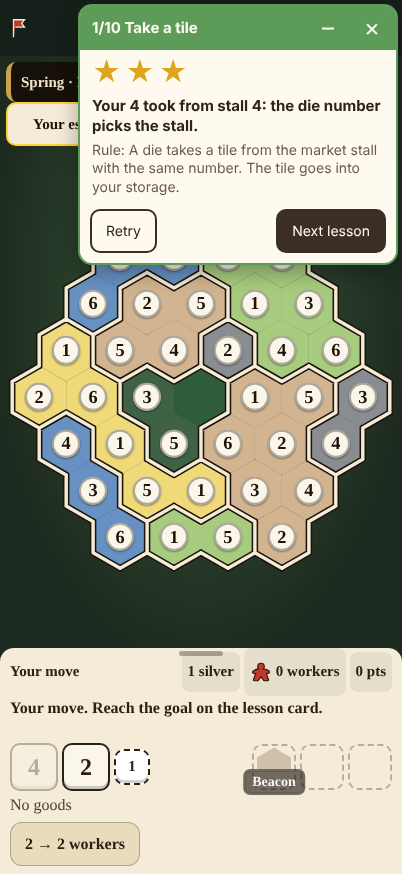 1/10 Take a tile
Your 4 took from stall 4: the die number
picks the stall.
Rule: A die takes a tile from the market stall
with the same number. The tile goes into
your storage.
Retry
Next lesson
Spring ·
Your es
6 2 5 1 3
1 5 4 2 4 6
2 6 3 1 5 3
4 1 5 6 2 4
3 5 1 3 4
6 1 5 2
Your move
1 silver
0 workers
0 pts
Your move. Reach the goal on the lesson card.
4 2 1
Beacon
No goods
2 → 2 workers